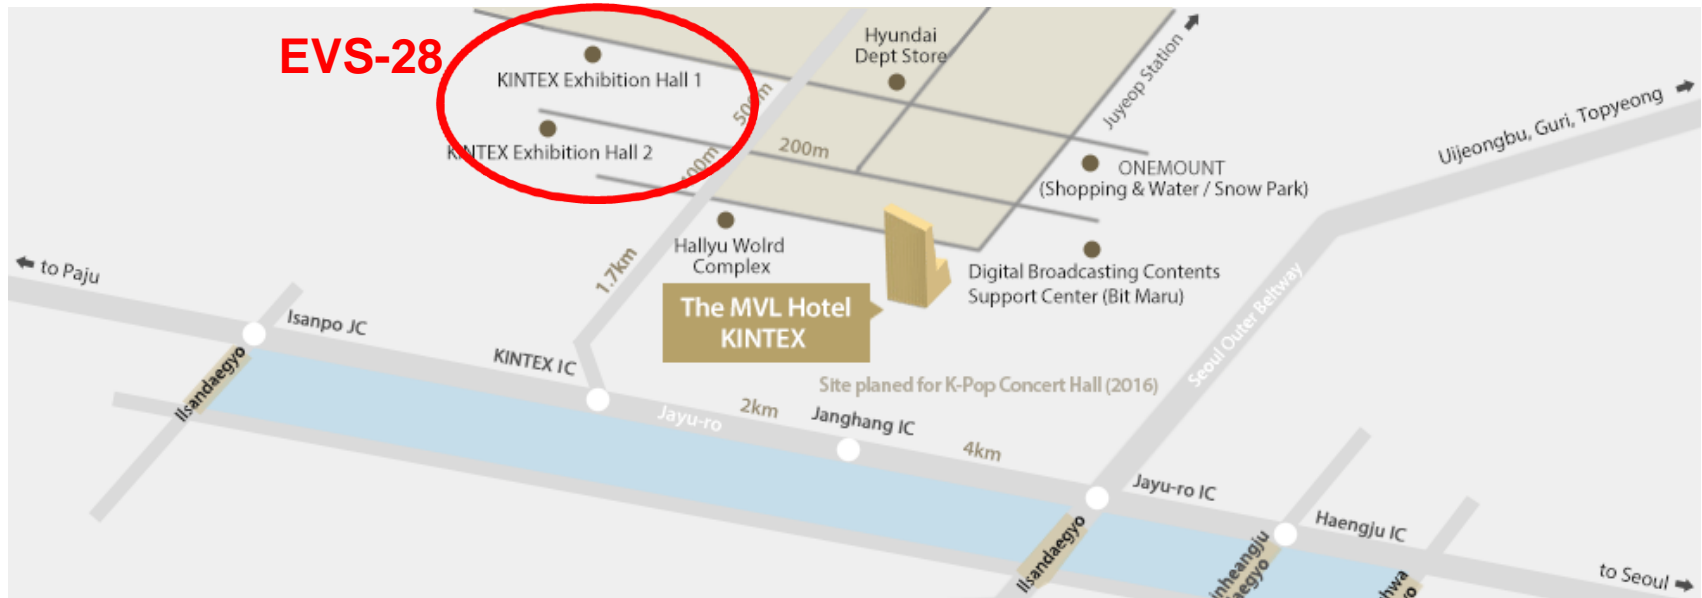 EVS-28
KINTEX Exhibition Hall 1
KINTEX Exhibition Hall 2
500m
400m
200m
1.7km
Hyundai
Dept Store
Juyeop Station
ONEMOUNT
(Shopping & Water / Snow Park)
Uijeongbu, Guri, Topyeong
Hallyu Wolrd
Complex
Digital Broadcasting Contents
Support Center (Bit Maru)
The MVL Hotel
KINTEX
Seoul Outer Beltway
Site planed for K-Pop Concert Hall (2016)
to Paju
Isanpo JC
Ilsandaegyo
KINTEX IC
Jayu-ro
2km
Janghang IC
4km
Jayu-ro IC
Ilsandaegyo
Haengju IC
to Seoul